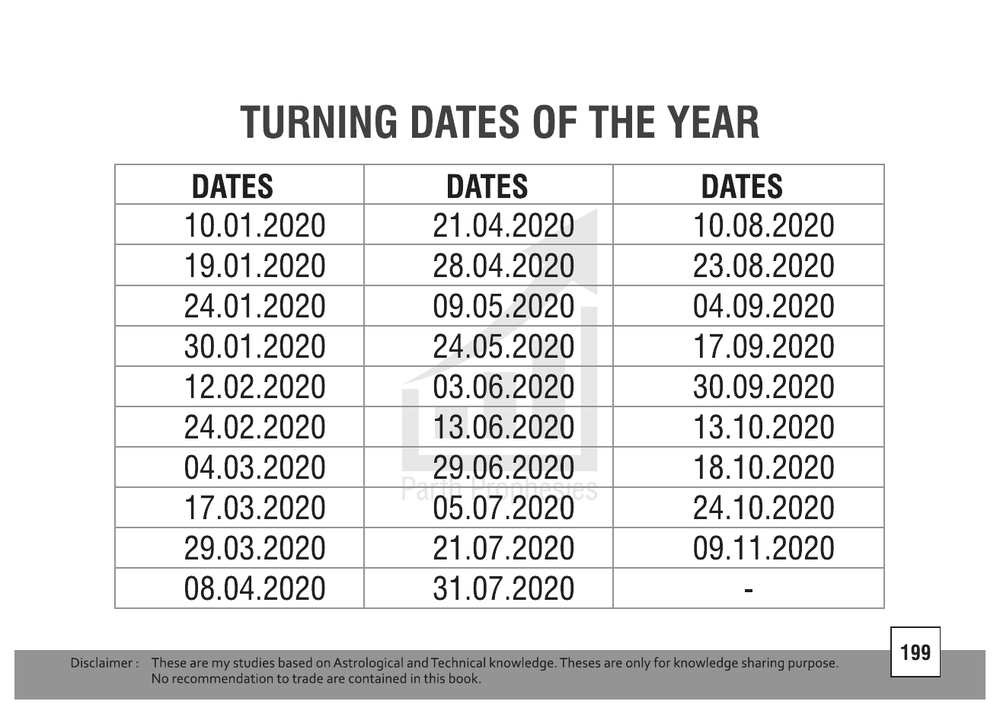 TURNING DATES OF THE YEAR
DATES DATES DATES
10.01.2020 21.04.2020 10.08.2020
19.01.2020 28.04.2020 23.08.2020
24.01.2020 09.05.2020 04.09.2020
30.01.2020 24.05.2020 17.09.2020
12.02.2020 03.06.2020 30.09.2020
24.02.2020 13.06.2020 13.10.2020
04.03.2020 29.06.2020 18.10.2020
Parth Prophesies
17.03.2020 05.07.2020 24.10.2020
29.03.2020 21.07.2020 09.11.2020
08.04.2020 31.07.2020 -
199
Disclaimer : These are my studies based on Astrological and Technical knowledge. Theses are only for knowledge sharing purpose.
No recommendation to trade are contained in this book.